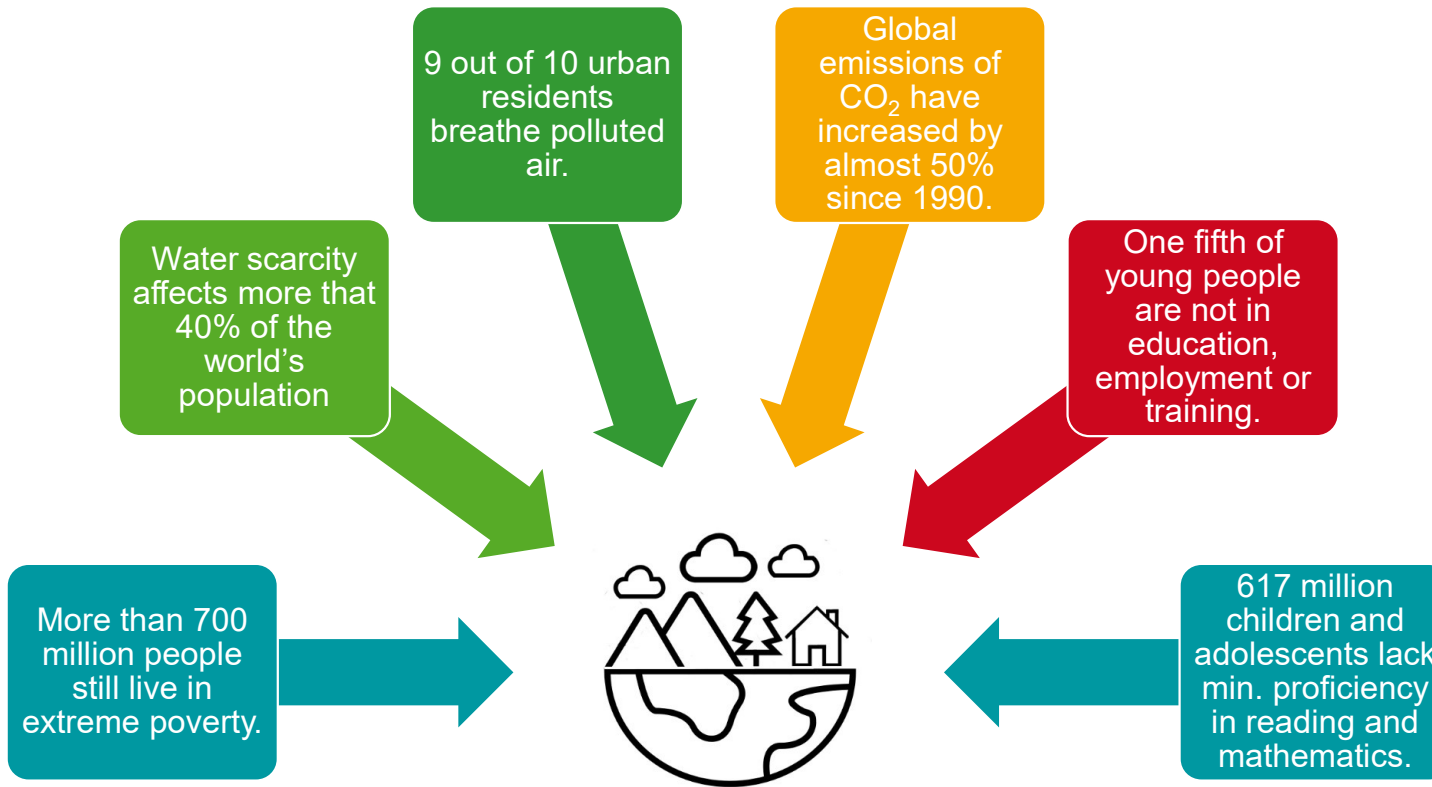 9 out of 10 urban
residents
breathe polluted
air.
Global
emissions of
CO₂ have
increased by
almost 50%
since 1990.
Water scarcity
affects more that
40% of the
world's
population
One fifth of
young people
are not in
education,
employment or
training.
More than 700
million people
still live in
extreme poverty.
617 million
children and
adolescents lack
min. proficiency
in reading and
mathematics.